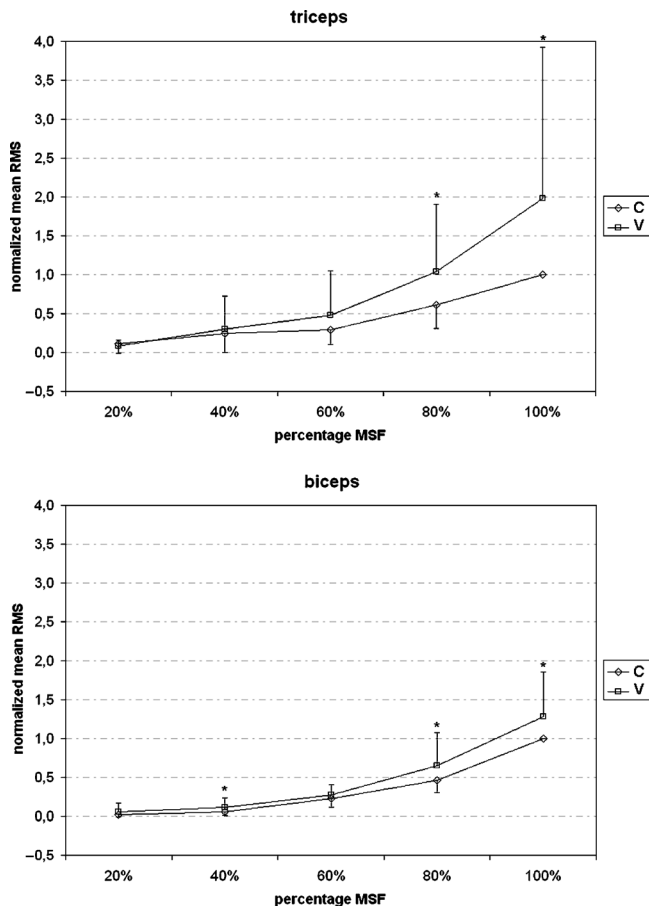 triceps
4,0
3,5
3,0
2,5
2,0
1,5
1,0
0,5
0,0
–0,5
normalized mean RMS
*
*
C
V
20% 40% 60% 80% 100%
percentage MSF
biceps
4,0
3,5
3,0
2,5
2,0
1,5
1,0
0,5
0,0
–0,5
normalized mean RMS
*
*
*
C
V
20% 40% 60% 80% 100%
percentage MSF